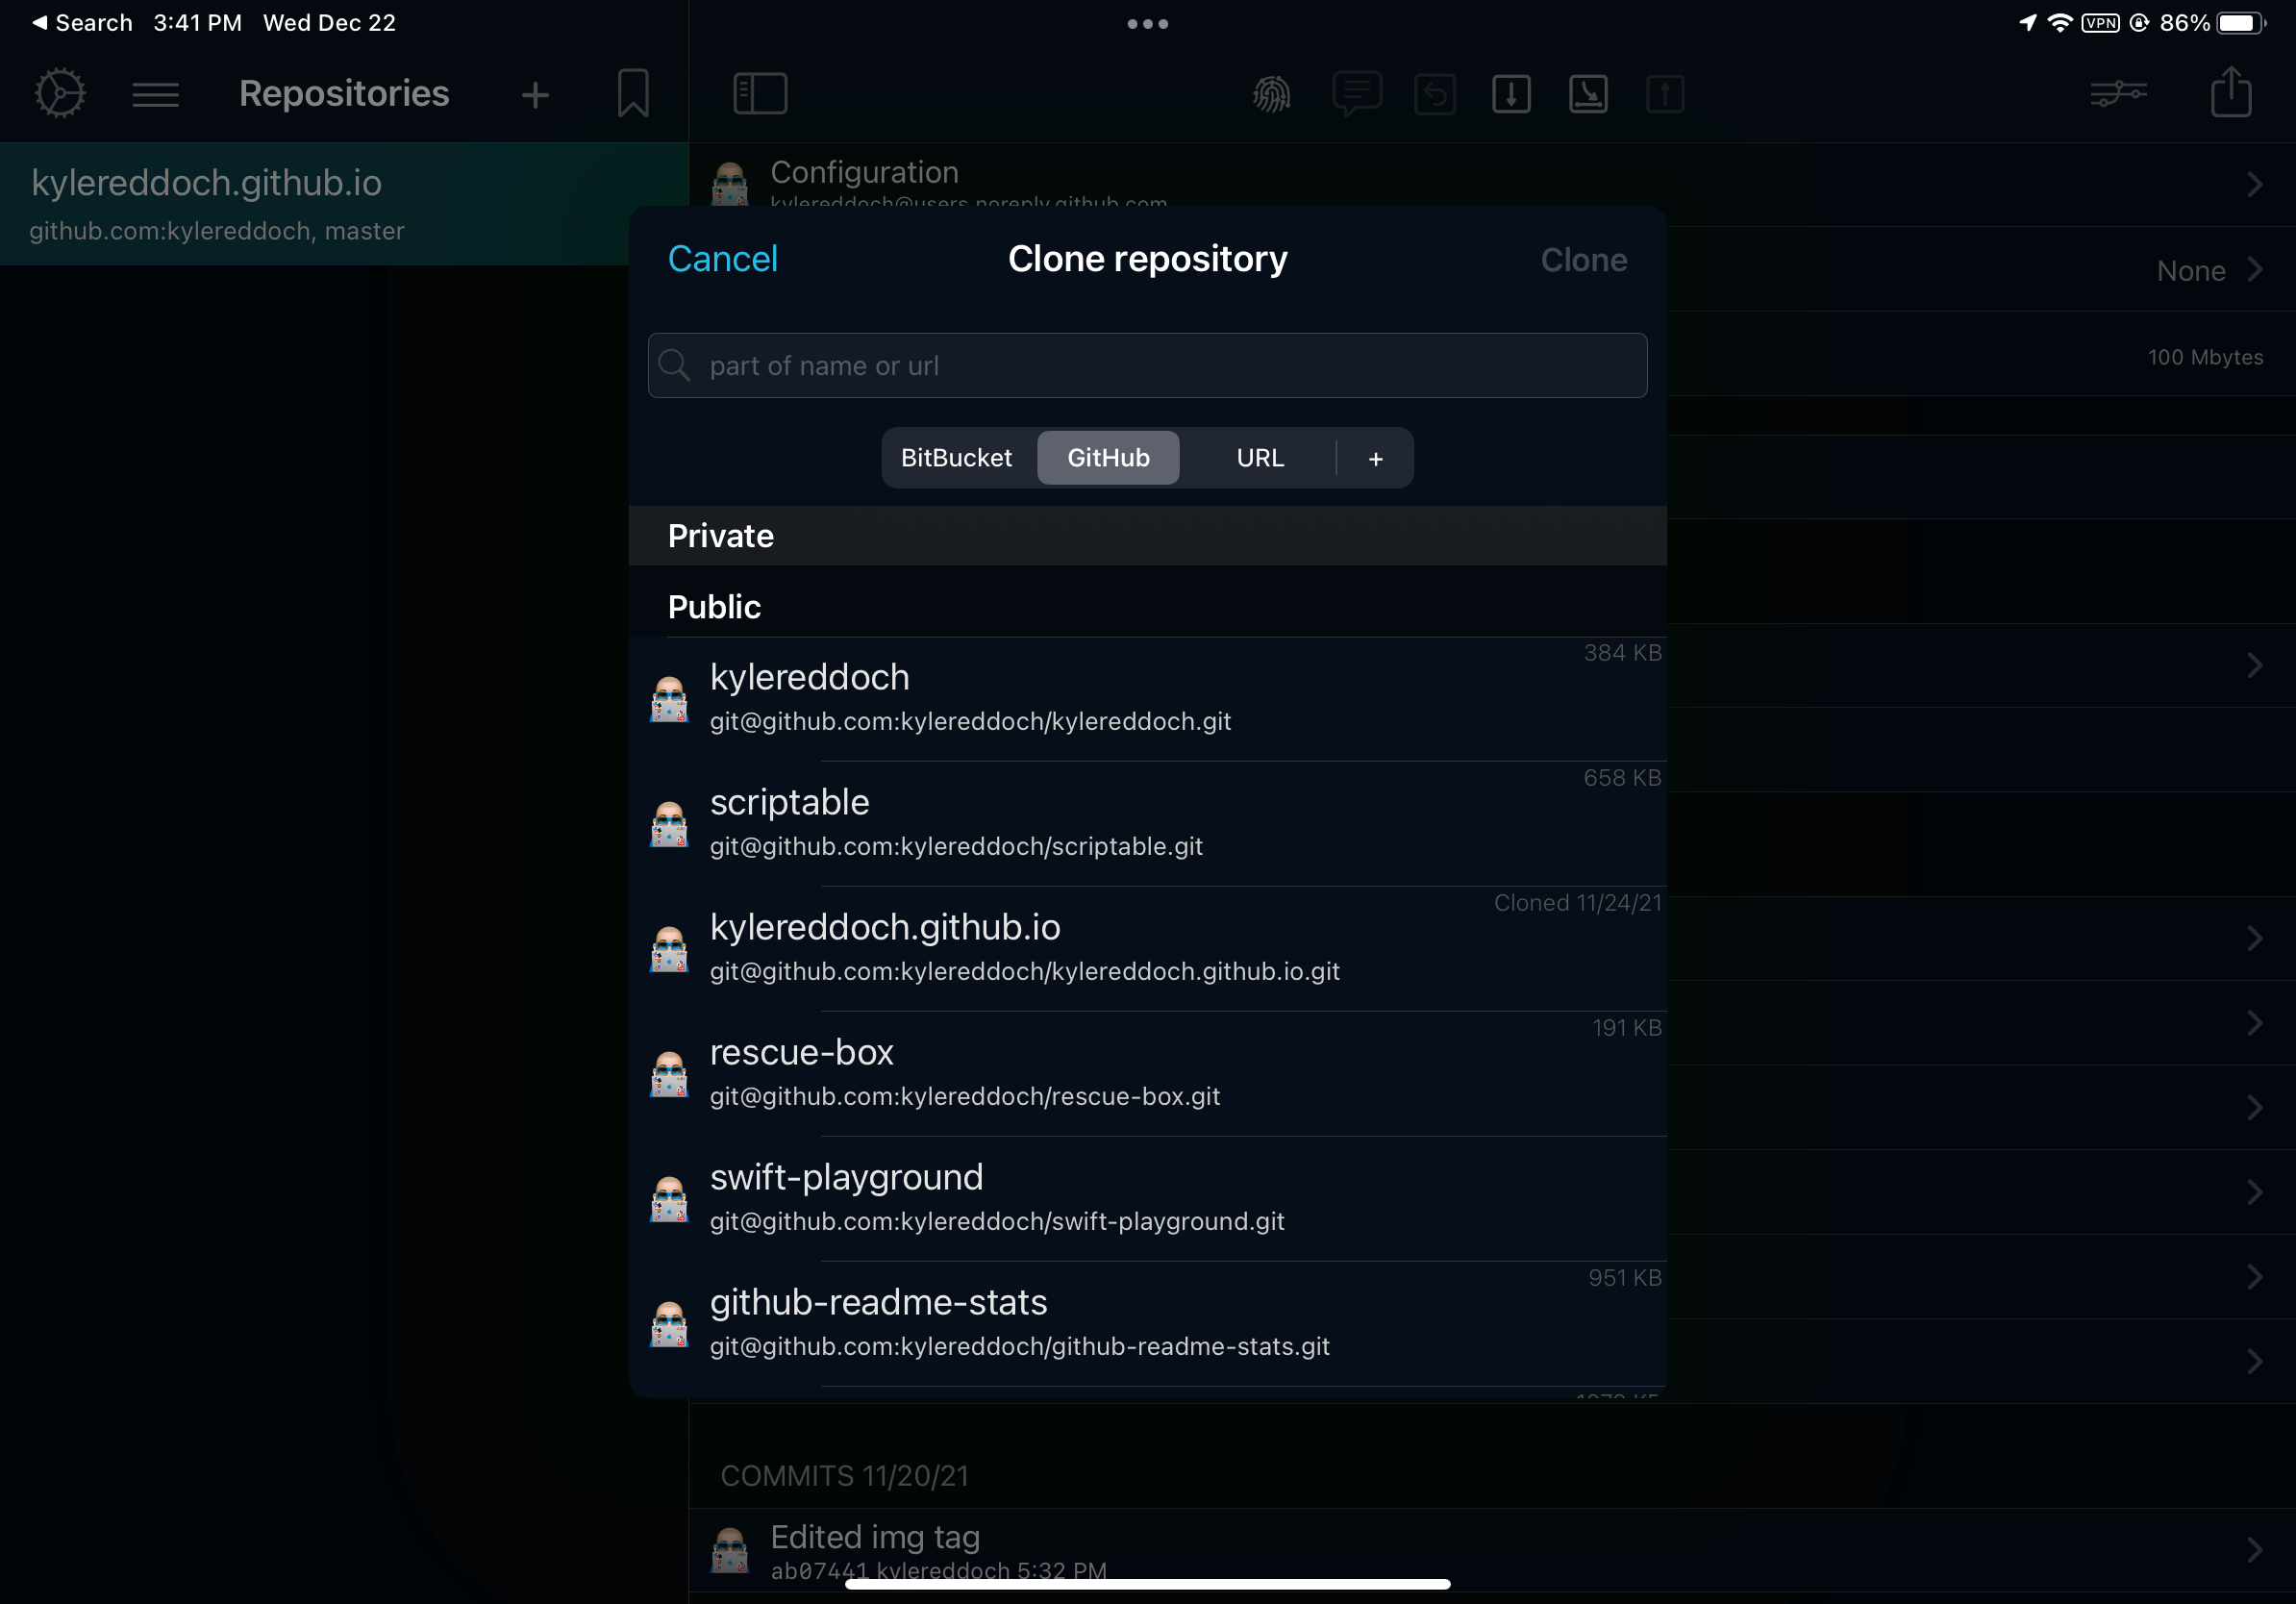 Search 3:41 PM Wed Dec 22
VPN 86%
Repositories
kylereddoch.github.io
github.com:kylereddoch, master
Configuration
kylereddoch@users.noreply.github.com
None
100 Mbytes
Cancel Clone repository Clone
part of name or url
BitBucket GitHub URL +
Private
Public
384 KB
kylereddoch
git@github.com:kylereddoch/kylereddoch.git
658 KB
scriptable
git@github.com:kylereddoch/scriptable.git
Cloned 11/24/21
kylereddoch.github.io
git@github.com:kylereddoch/kylereddoch.github.io.git
191 KB
rescue-box
git@github.com:kylereddoch/rescue-box.git
swift-playground
git@github.com:kylereddoch/swift-playground.git
951 KB
github-readme-stats
git@github.com:kylereddoch/github-readme-stats.git
COMMITS 11/20/21
Edited img tag
ab07441 kylereddoch 5:32 PM